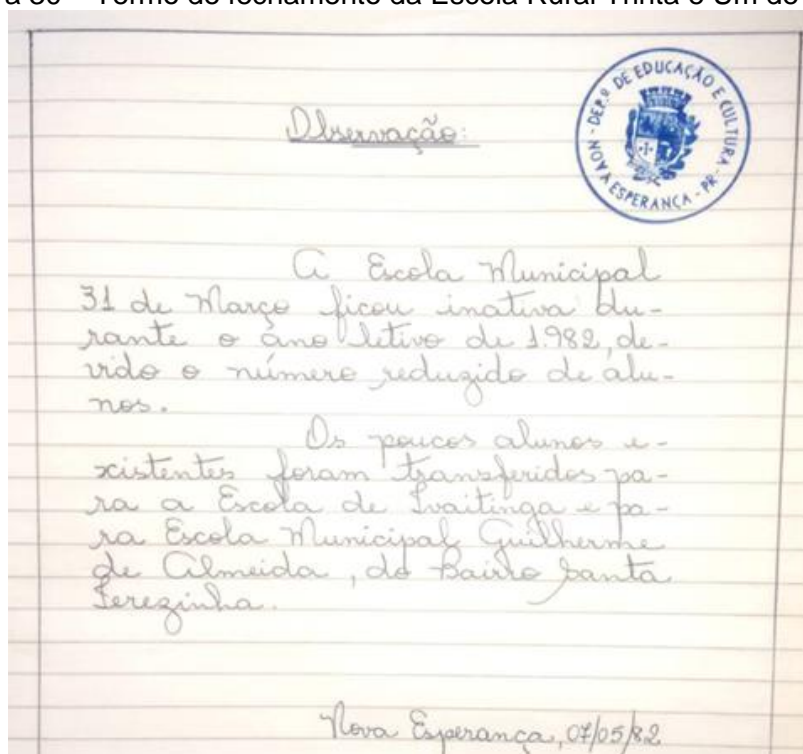 a 86 – Termo de fechamento da Escola Rural Trinta e Um de
DEP.º DE EDUCAÇÃO E CULTURA
NOVA ESPERANÇA - PR -
Observação:
A Escola Municipal
31 de Março ficou inativa du-
rante o ano letivo de 1982, de-
vido o número reduzido de alu-
nos.
Os poucos alunos e-
xistentes foram transferidos pa-
ra a Escola de Ivaitinga e pa-
ra Escola Municipal Guilherme
de Almeida, do Bairro Santa
Terezinha.
Nova Esperança, 07/05/82